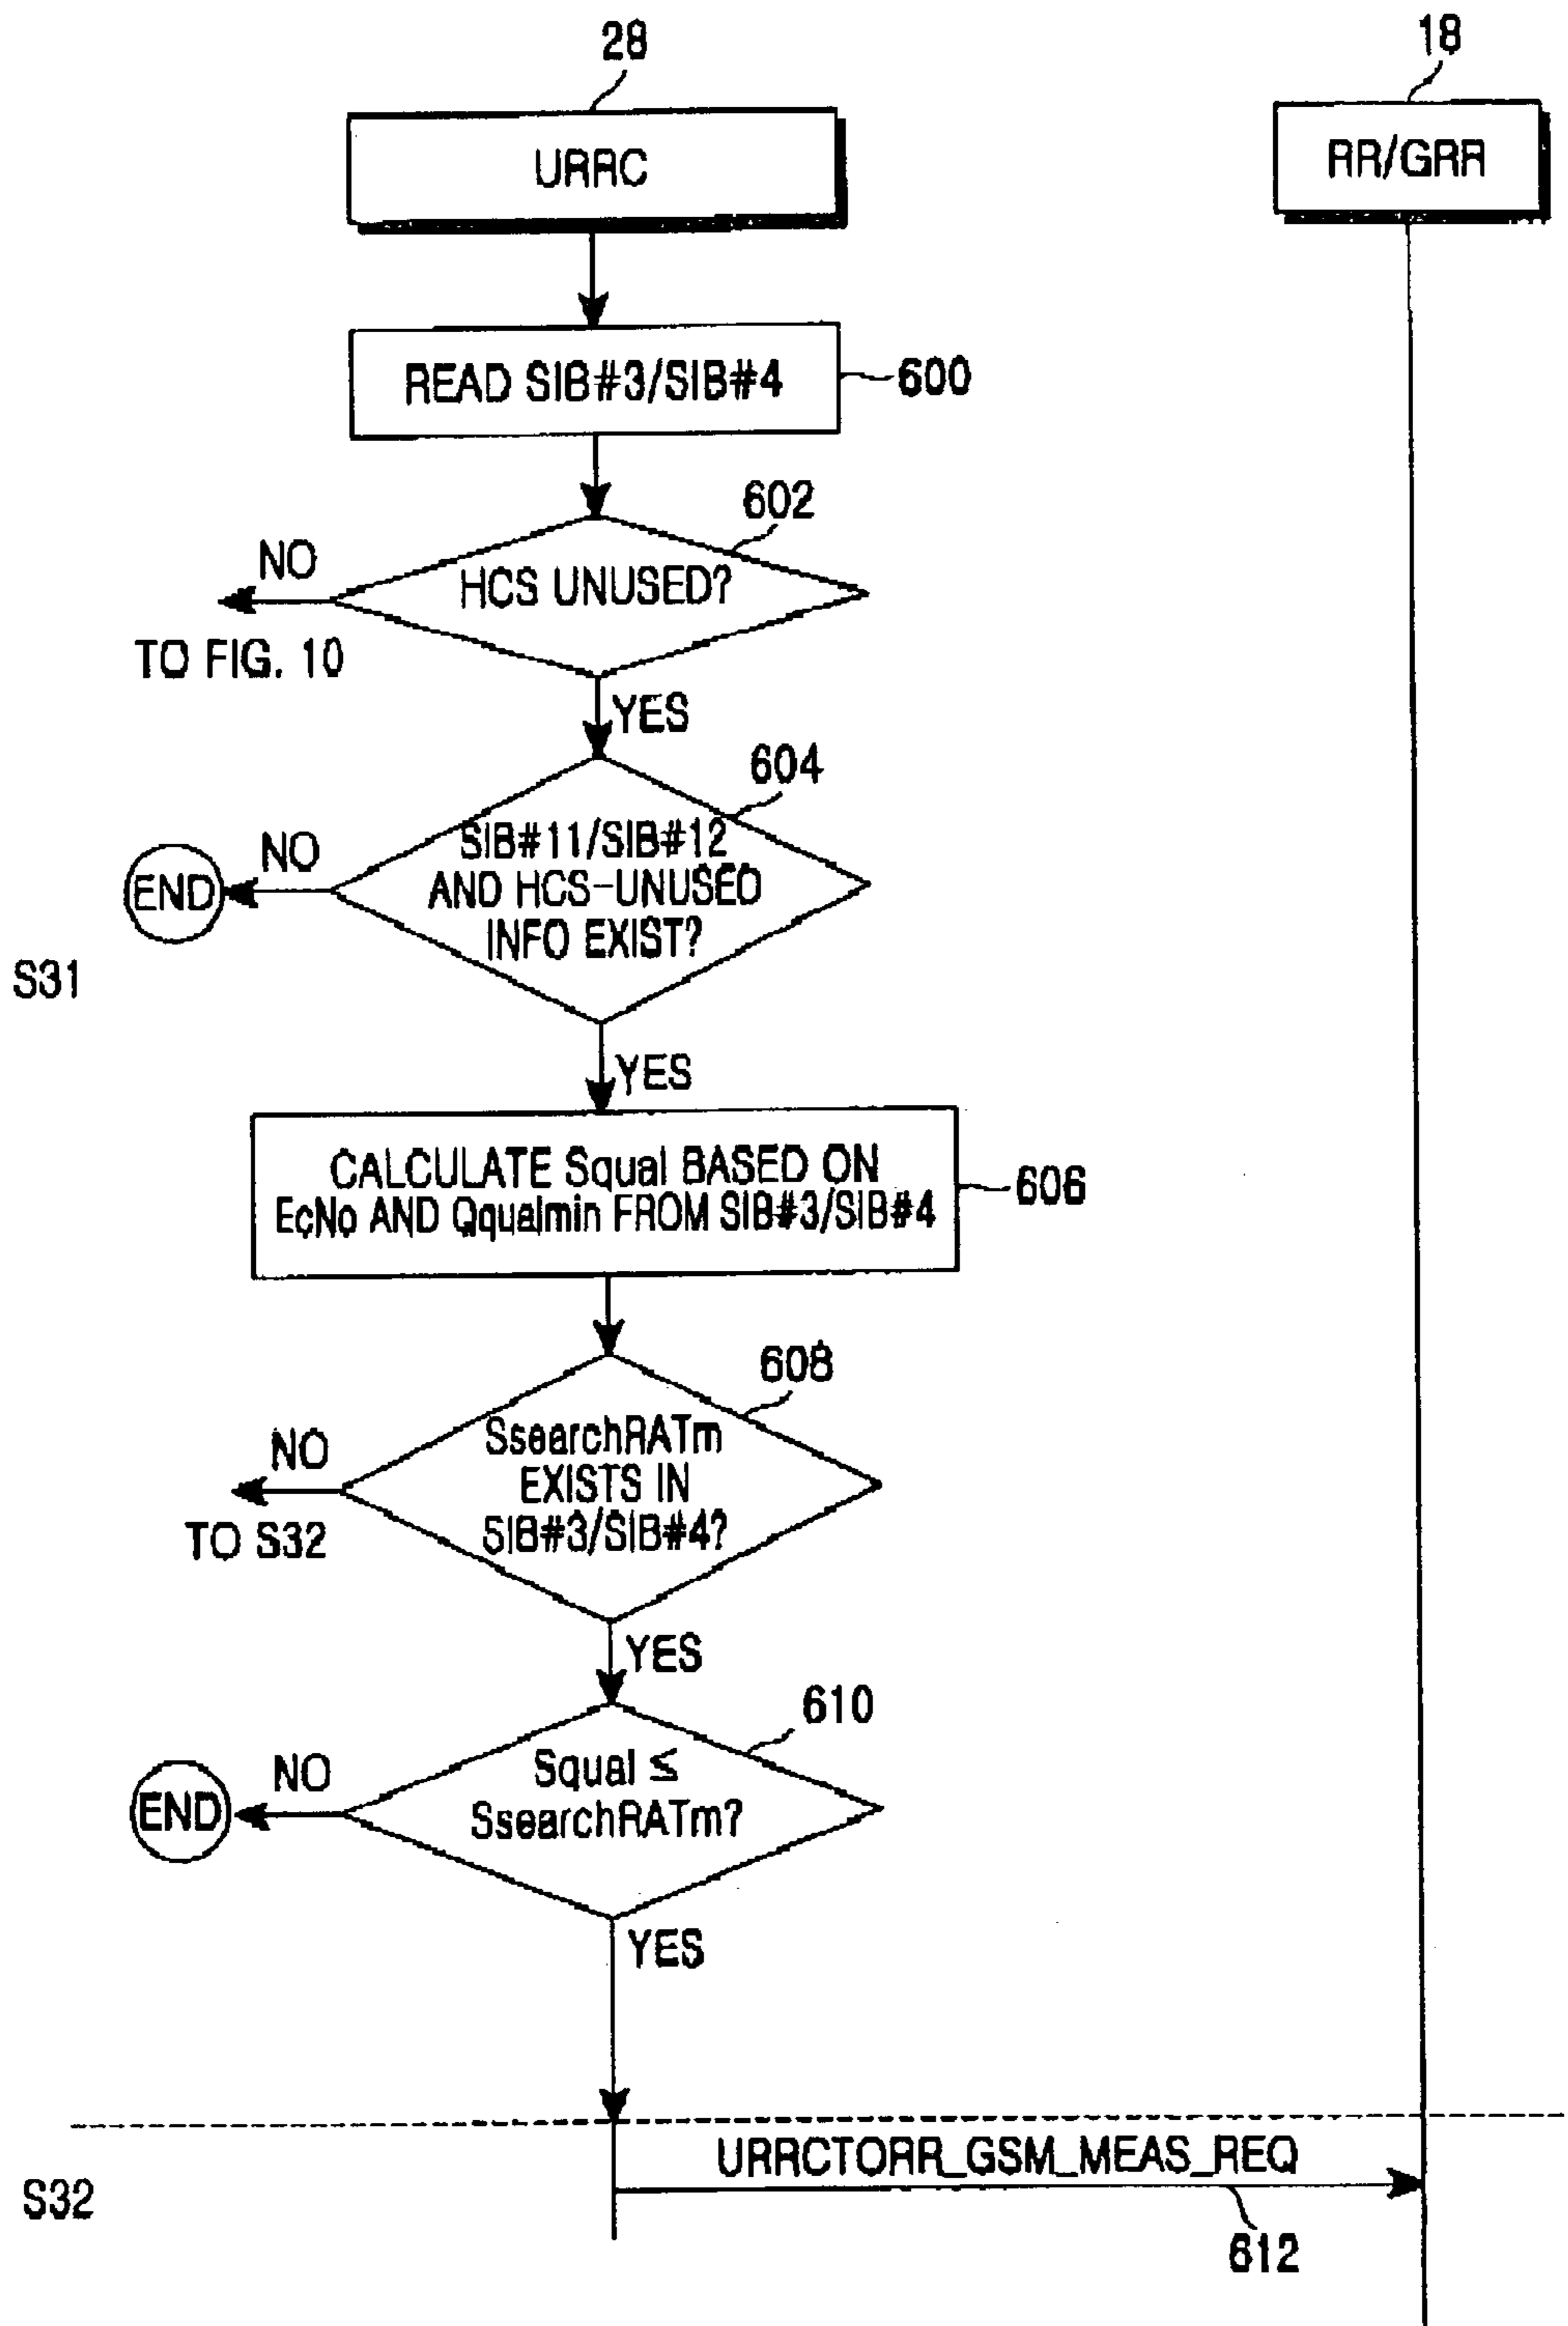 28
18
URRC
RR/GRR
READ SIB#3/SIB#4
600
602
HCS UNUSED?
NO
TO FIG. 10
YES
604
SIB#11/SIB#12
AND HCS-UNUSED
INFO EXIST?
NO
END
S31
YES
CALCULATE Squal BASED ON
EcNo AND Qqualmin FROM SIB#3/SIB#4
606
608
SsearchRATm
EXISTS IN
SIB#3/SIB#4?
NO
TO S32
YES
610
Squal ≤
SsearchRATm?
NO
END
YES
URRCTORR_GSM_MEAS_REQ
S32
612